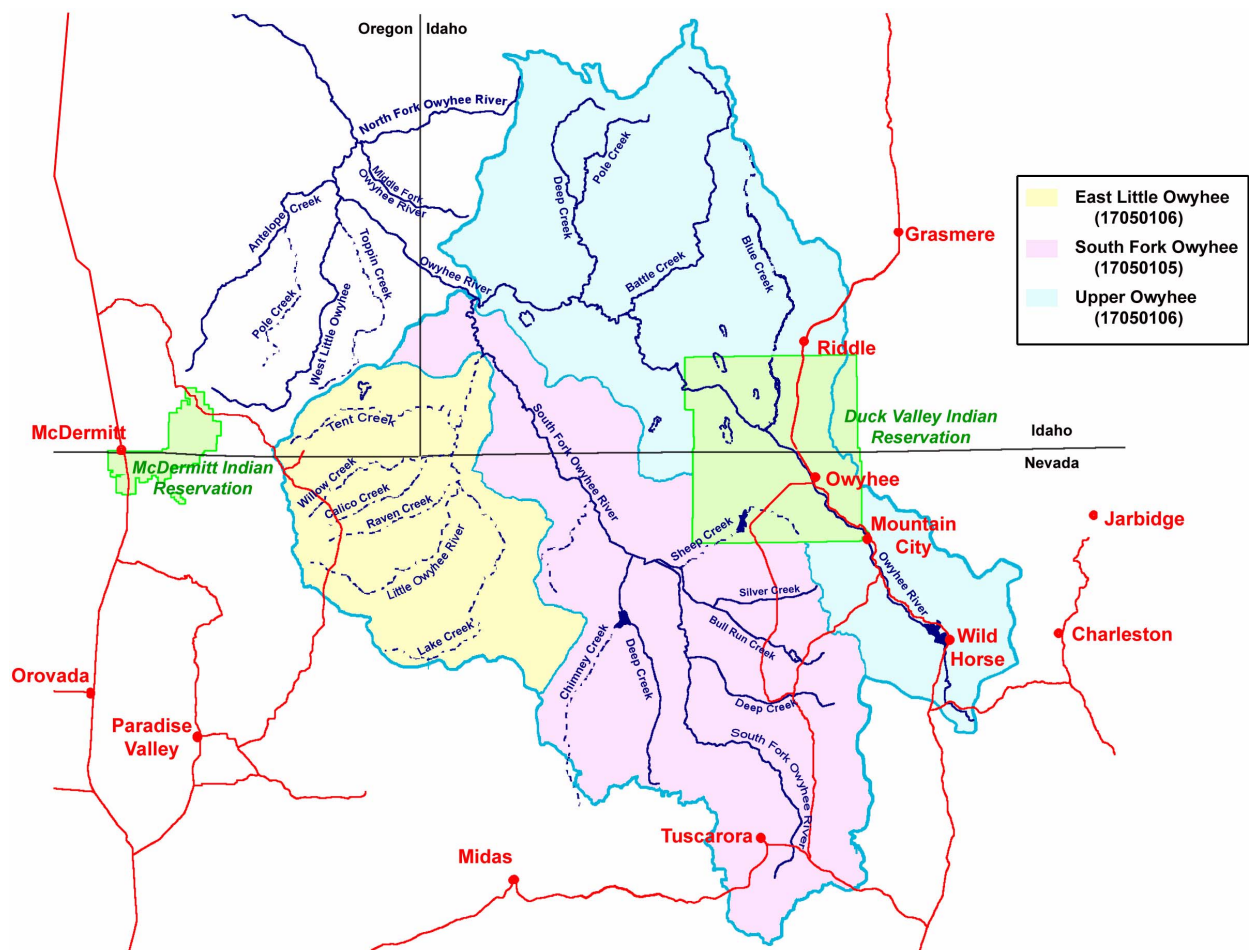 Oregon
Idaho
North Fork Owyhee River
Middle Fork
Owyhee River
Antelope Creek
Toppin Creek
Pole Creek
West Little Owyhee
Owyhee River
Deep Creek
Pole Creek
Battle Creek
Blue Creek
Grasmere
Riddle
East Little Owyhee
(17050106)
South Fork Owyhee
(17050105)
Upper Owyhee
(17050106)
Duck Valley Indian
Reservation
Idaho
Nevada
McDermitt
McDermitt Indian
Reservation
Tent Creek
Willow Creek
Calico Creek
Raven Creek
Little Owyhee River
Lake Creek
South Fork Owyhee River
Sheep Creek
Owyhee
Mountain
City
Jarbidge
Owyhee River
Silver Creek
Bull Run Creek
Wild
Horse
Charleston
Chimney Creek
Deep Creek
Deep Creek
South Fork Owyhee River
Orovada
Paradise
Valley
Tuscarora
Midas